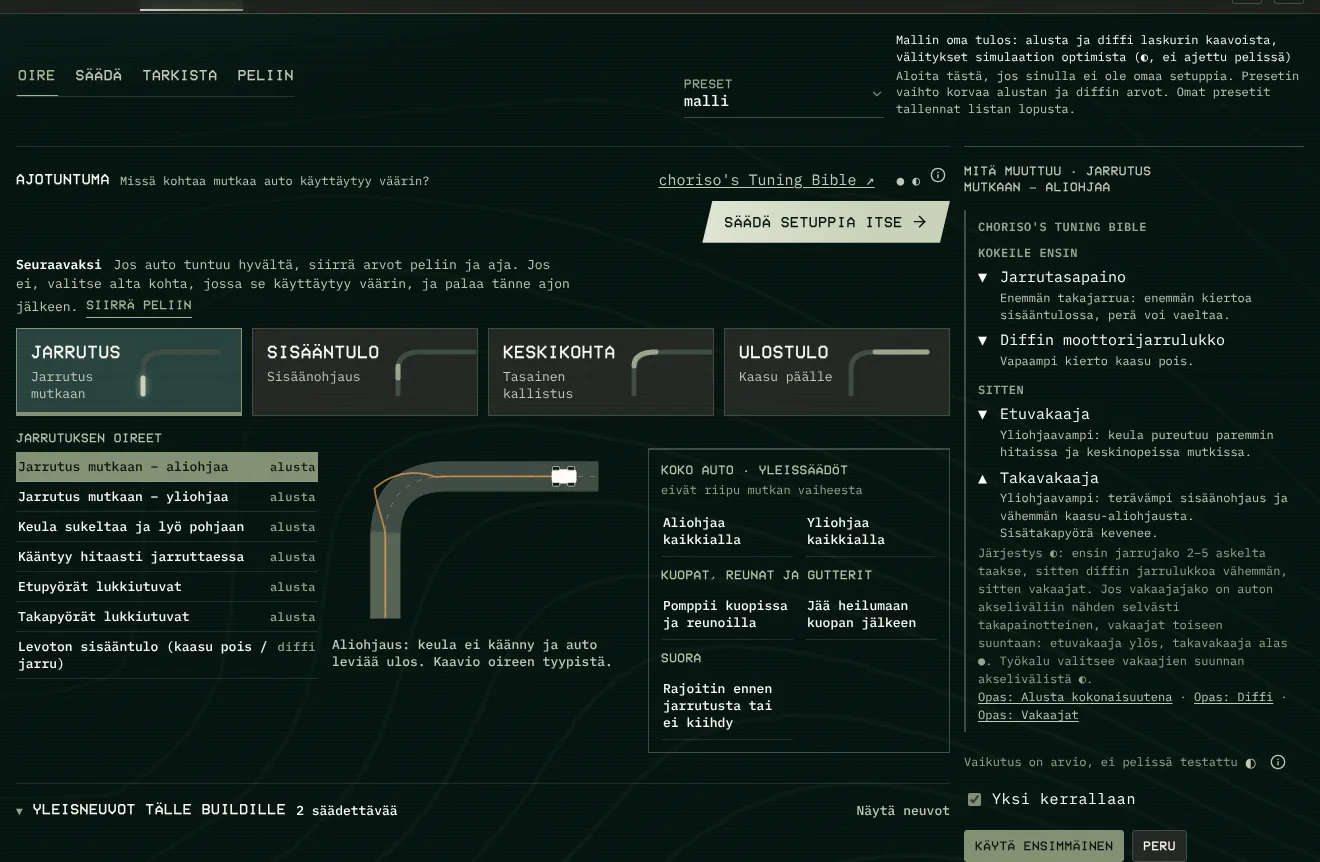 OIRE SÄÄDÄ TARKISTA PELIIN
PRESET
malli
Mallin oma tulos: alusta ja diffi laskurin kaavoista,
välitykset simulaation optimista (◐, ei ajettu pelissä)
Aloita tästä, jos sinulla ei ole omaa setuppia. Presetin
vaihto korvaa alustan ja diffin arvot. Omat presetit
tallennat listan lopusta.
AJOTUNTUMA Missä kohtaa mutkaa auto käyttäytyy väärin?
choriso's Tuning Bible ↗ ● ◐ ⓘ
SÄÄDÄ SETUPPIA ITSE →
Seuraavaksi Jos auto tuntuu hyvältä, siirrä arvot peliin ja aja. Jos
ei, valitse alta kohta, jossa se käyttäytyy väärin, ja palaa tänne ajon
jälkeen. SIIRRÄ PELIIN
JARRUTUS
Jarrutus
mutkaan
SISÄÄNTULO
Sisäänohjaus
KESKIKOHTA
Tasainen
kallistus
ULOSTULO
Kaasu päälle
JARRUTUKSEN OIREET
Jarrutus mutkaan – aliohjaa alusta
Jarrutus mutkaan – yliohjaa alusta
Keula sukeltaa ja lyö pohjaan alusta
Kääntyy hitaasti jarruttaessa alusta
Etupyörät lukkiutuvat alusta
Takapyörät lukkiutuvat alusta
Levoton sisääntulo (kaasu pois / diffi
jarru)
Aliohjaus: keula ei käänny ja auto
leviää ulos. Kaavio oireen tyypistä.
KOKO AUTO · YLEISSÄÄDÖT
eivät riipu mutkan vaiheesta
Aliohjaa
kaikkialla
Yliohjaa
kaikkialla
KUOPAT, REUNAT JA GUTTERIT
Pomppii kuopissa
ja reunoilla
Jää heilumaan
kuopan jälkeen
SUORA
Rajoitin ennen
jarrutusta tai
ei kiihdy
▼ YLEISNEUVOT TÄLLE BUILDILLE 2 säädettävää
Näytä neuvot
MITÄ MUUTTUU · JARRUTUS
MUTKAAN – ALIOHJAA
CHORISO'S TUNING BIBLE
KOKEILE ENSIN
▼ Jarrutasapaino
Enemmän takajarrua: enemmän kiertoa
sisääntulossa, perä voi vaeltaa.
▼ Diffin moottorijarrulukko
Vapaampi kierto kaasu pois.
SITTEN
▼ Etuvakaaja
Yliohjaavampi: keula pureutuu paremmin
hitaissa ja keskinopeissa mutkissa.
▲ Takavakaaja
Yliohjaavampi: terävämpi sisäänohjaus ja
vähemmän kaasu-aliohjausta.
Sisätakapyörä kevenee.
Järjestys ◐: ensin jarrujako 2–5 askelta
taakse, sitten diffin jarrulukkoa vähemmän,
sitten vakaajat. Jos vakaajajako on auton
akseliväliin nähden selvästi
takapainotteinen, vakaajat toiseen
suuntaan: etuvakaaja ylös, takavakaaja alas
●. Työkalu valitsee vakaajien suunnan
akselivälistä ◐.
Opas: Alusta kokonaisuutena · Opas: Diffi ·
Opas: Vakaajat
Vaikutus on arvio, ei pelissä testattu ◐ ⓘ
Yksi kerrallaan
KÄYTÄ ENSIMMÄINEN PERU